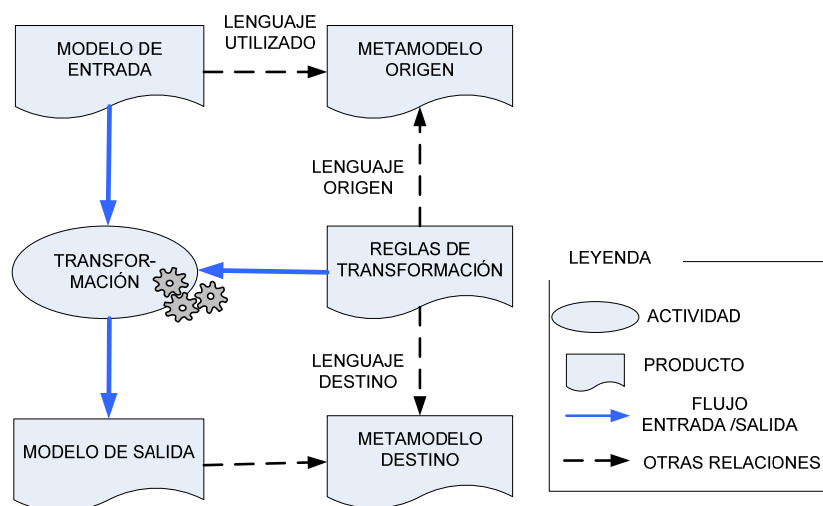 LENGUAJE
UTILIZADO
MODELO DE
ENTRADA
METAMODELO
ORIGEN
LENGUAJE
ORIGEN
TRANSFOR-
MACIÓN
REGLAS DE
TRANSFORMACIÓN
LENGUAJE
DESTINO
MODELO DE SALIDA
METAMODELO
DESTINO
LEYENDA
ACTIVIDAD
PRODUCTO
FLUJO
ENTRADA /SALIDA
OTRAS RELACIONES